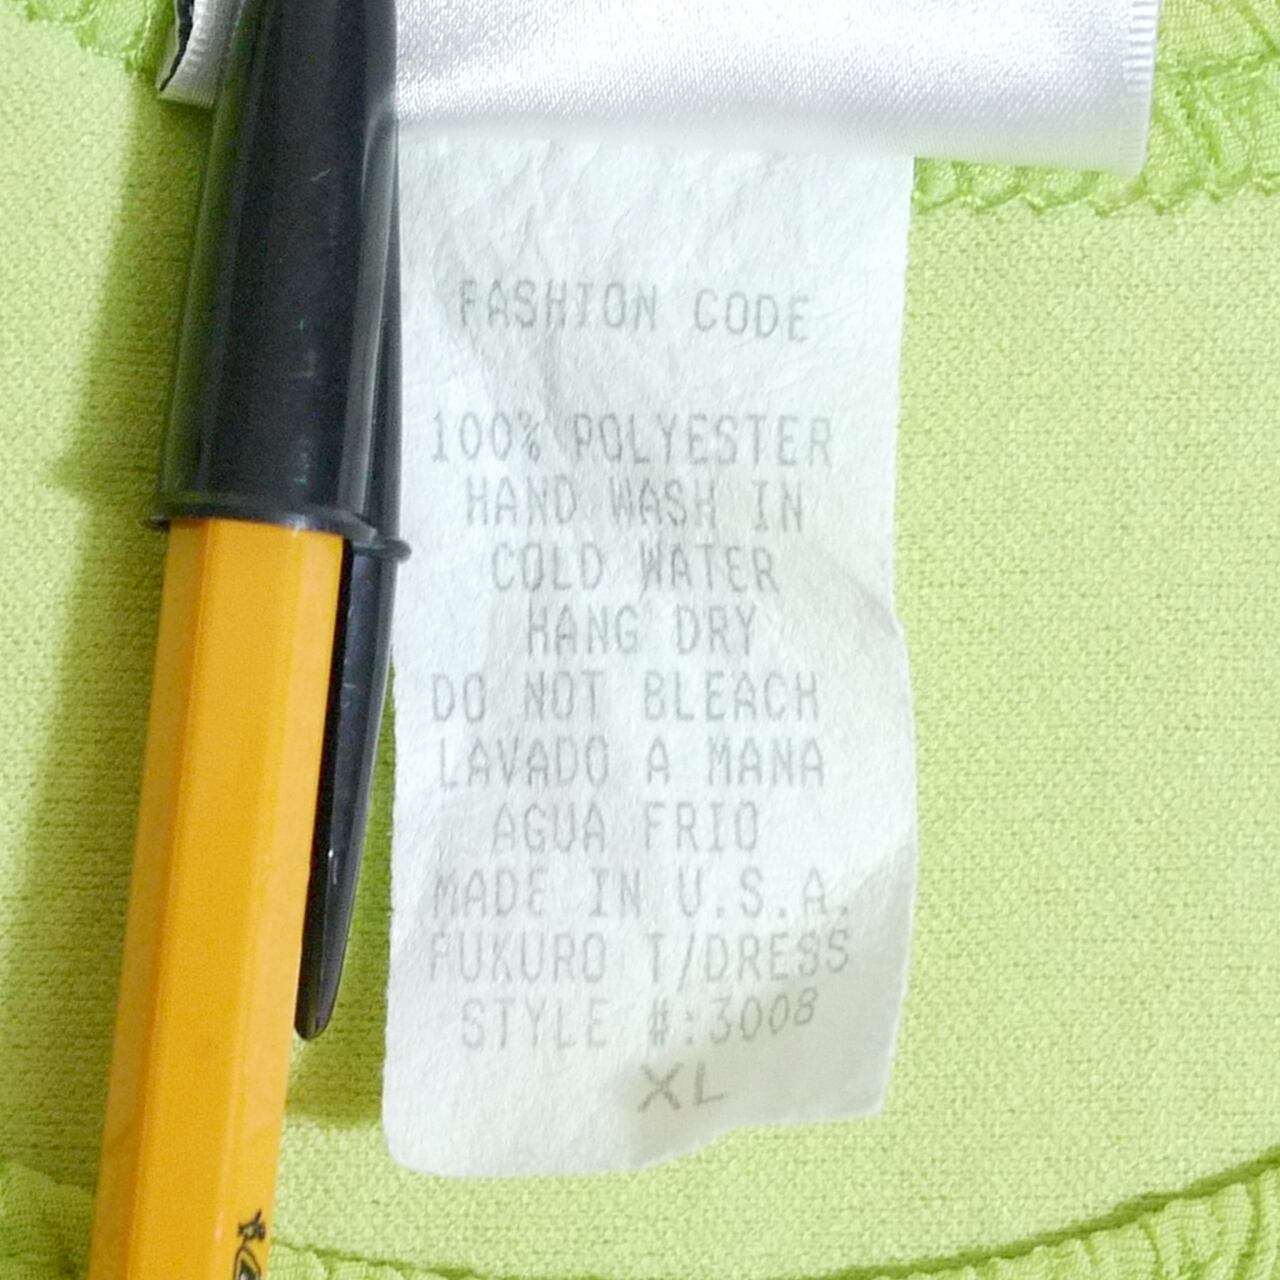 FASHION CODE
100% POLYESTER
HAND WASH IN
COLD WATER
HANG DRY
DO NOT BLEACH
LAVADO A MANA
AGUA FRIO
MADE IN U.S.A.
FUKURO T/DRESS
STYLE #:3008
XL